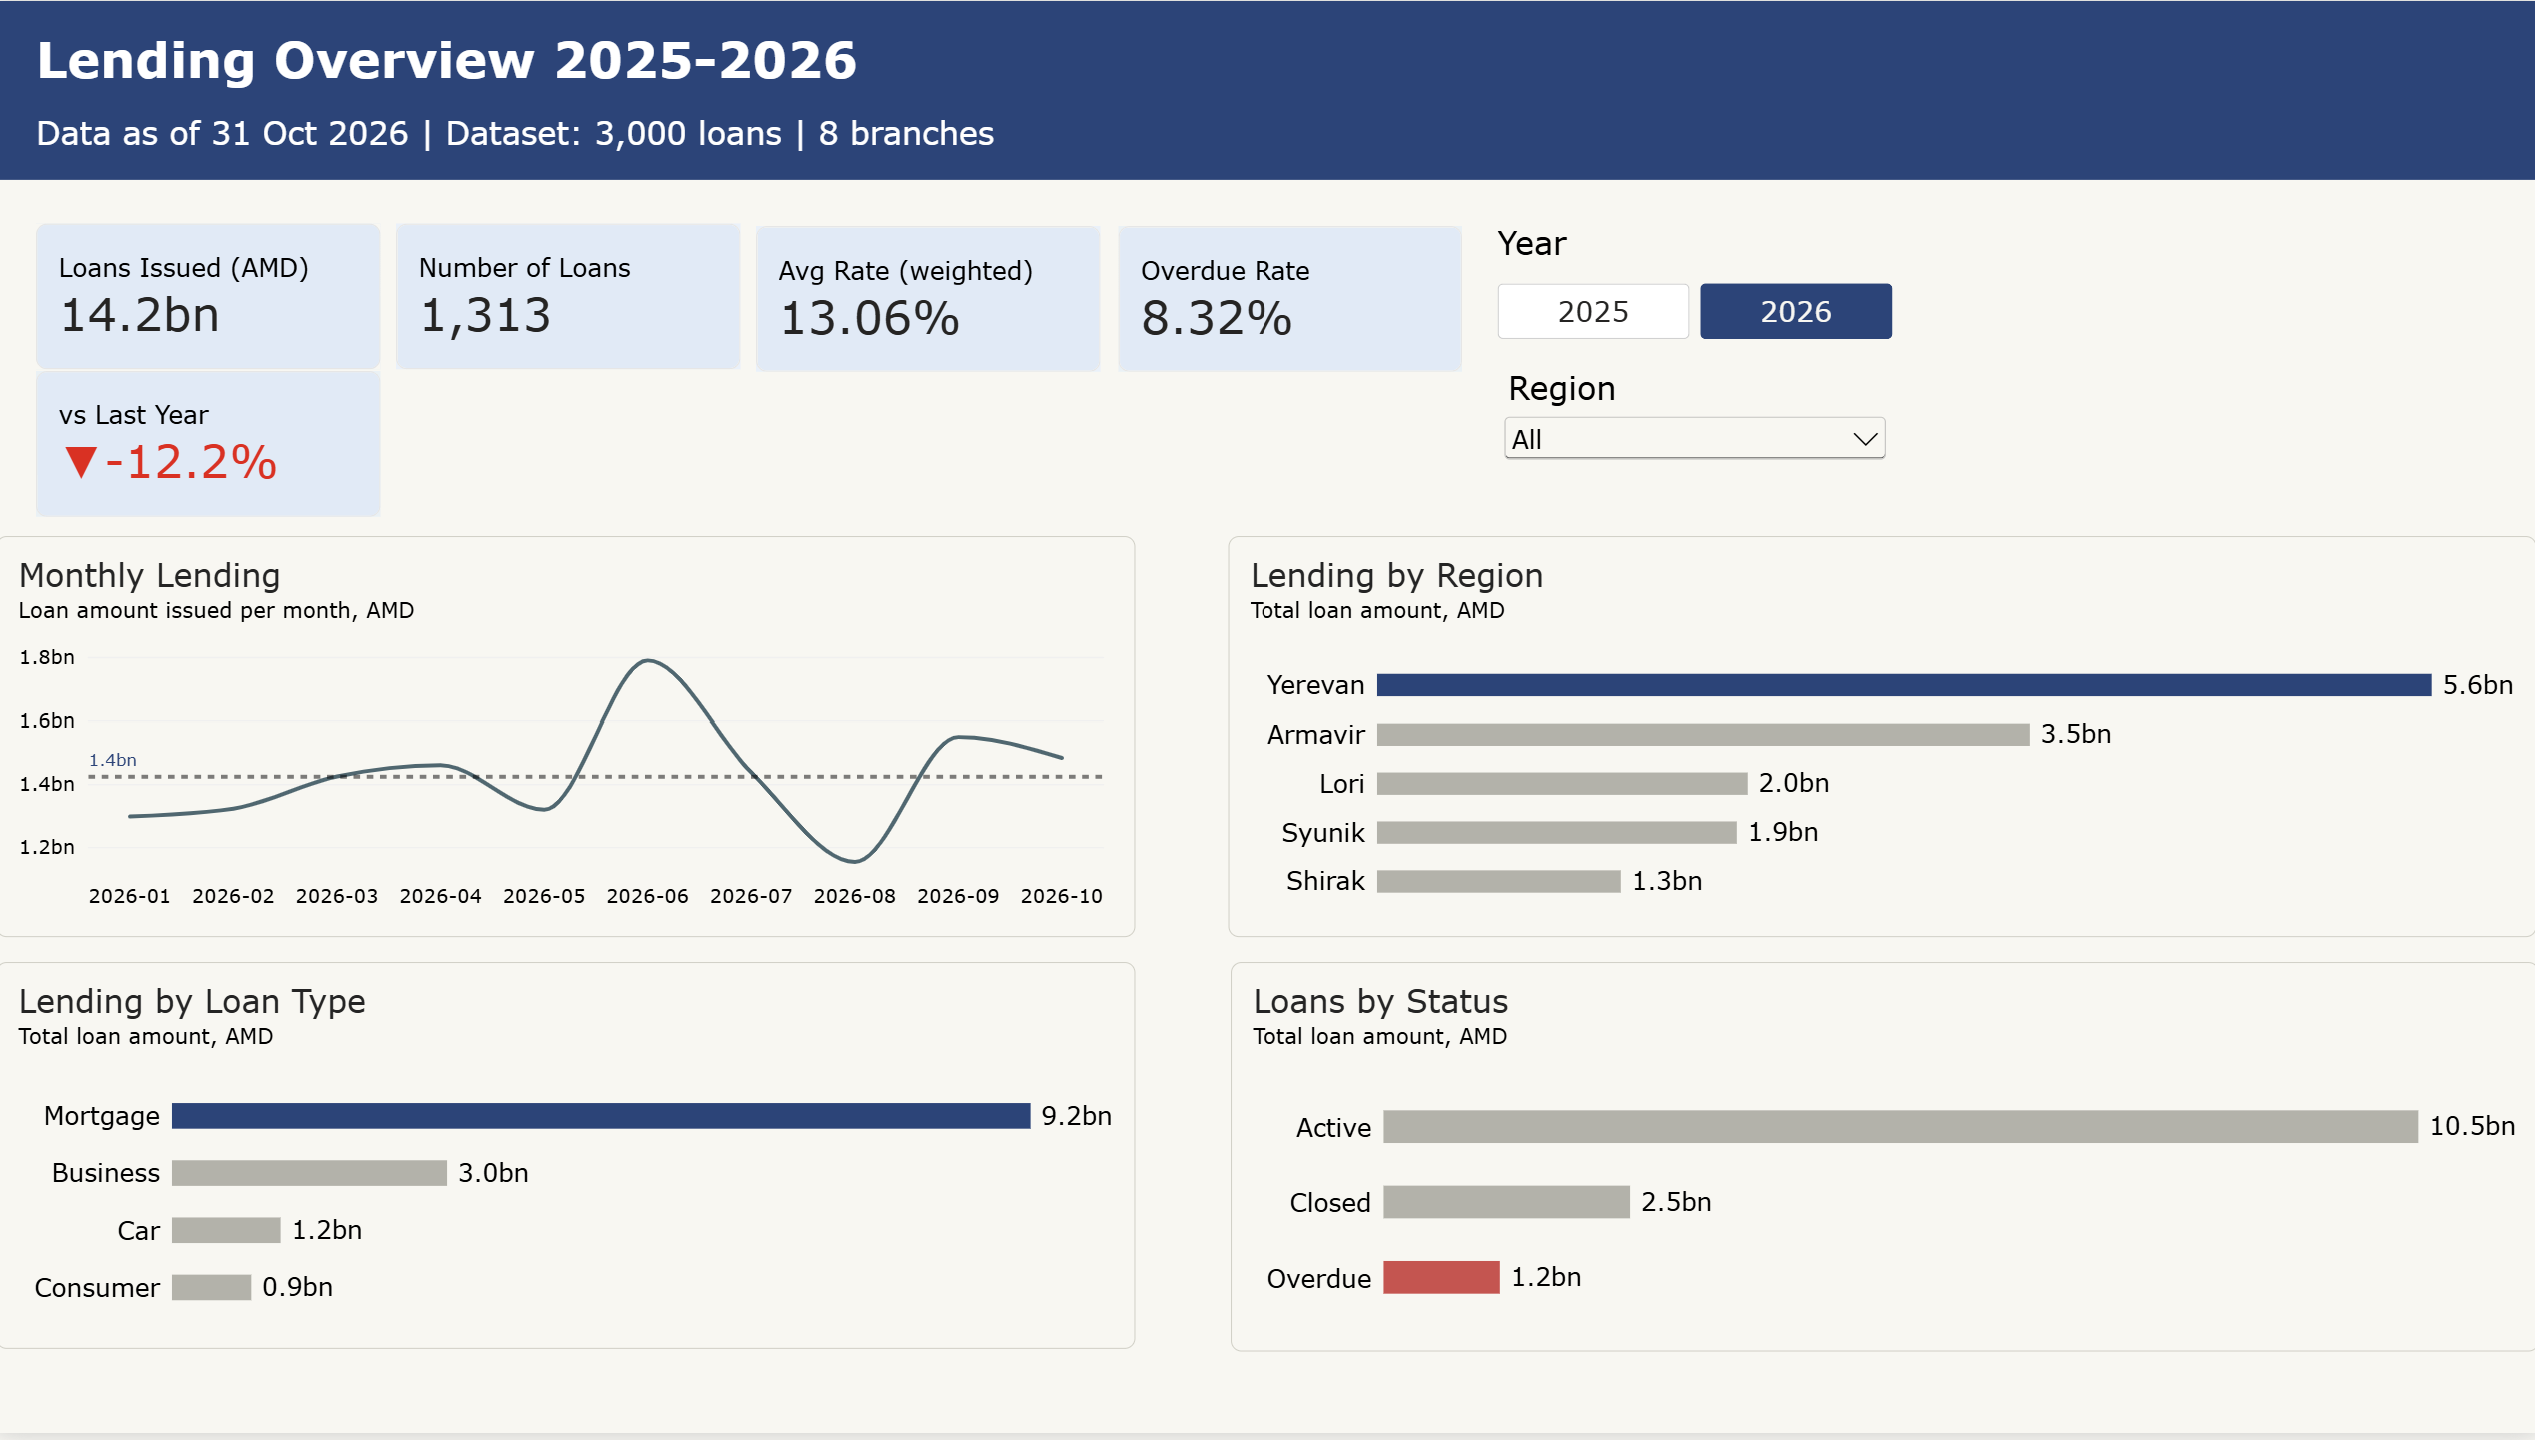 Lending Overview 2025–2026
Data as of 31 Oct 2026 | Dataset: 3,000 loans | 8 branches
Loans Issued (AMD)
14.2bn
Number of Loans
1,313
Avg Rate (weighted)
13.06%
Overdue Rate
8.32%
vs Last Year
▼-12.2%
Year
2025
2026
Region
All
Monthly Lending
Loan amount issued per month, AMD
1.8bn
1.6bn
1.4bn
1.4bn
1.2bn
2026-01 2026-02 2026-03 2026-04 2026-05 2026-06 2026-07 2026-08 2026-09 2026-10
Lending by Region
Total loan amount, AMD
Yerevan 5.6bn
Armavir 3.5bn
Lori 2.0bn
Syunik 1.9bn
Shirak 1.3bn
Lending by Loan Type
Total loan amount, AMD
Mortgage 9.2bn
Business 3.0bn
Car 1.2bn
Consumer 0.9bn
Loans by Status
Total loan amount, AMD
Active 10.5bn
Closed 2.5bn
Overdue 1.2bn